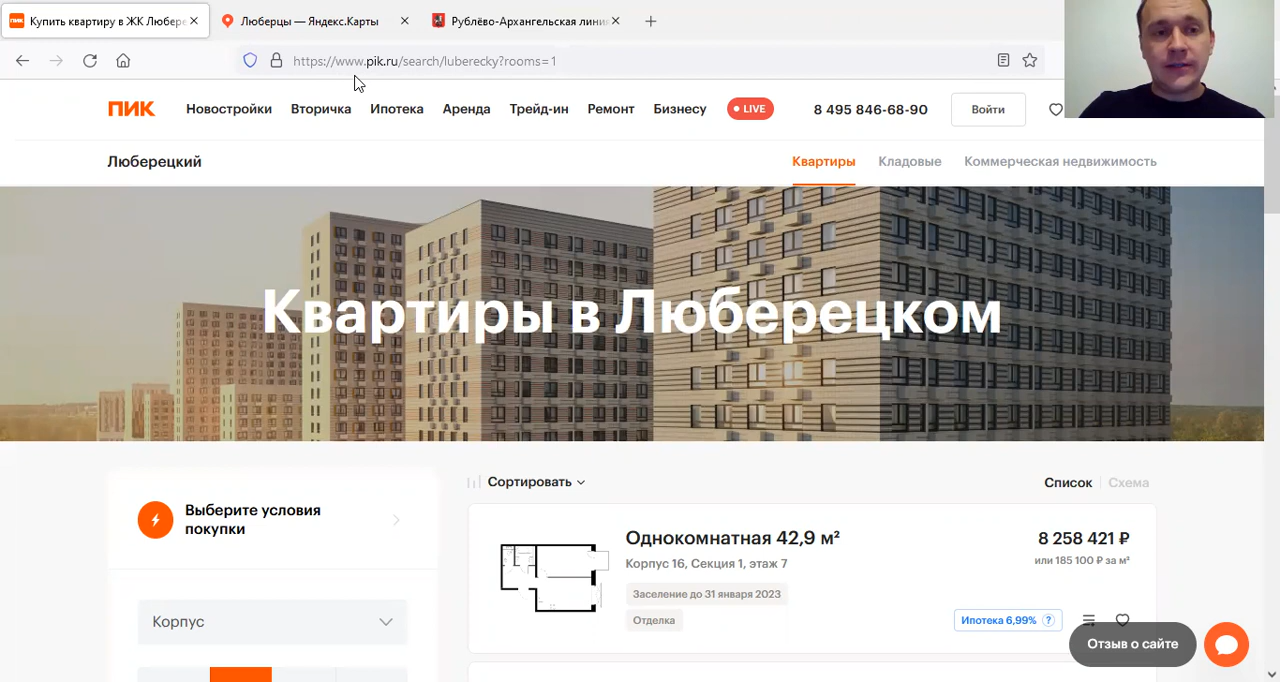 ПИК
Купить квартиру в ЖК Любере
Люберцы — Яндекс.Карты
Рублёво-Архангельская линия
https://www.pik.ru/search/luberecky?rooms=1
ПИК
Новостройки
Вторичка
Ипотека
Аренда
Трейд-ин
Ремонт
Бизнесу
LIVE
8 495 846-68-90
Войти
Люберецкий
Квартиры
Кладовые
Коммерческая недвижимость
Квартиры в Люберецком
Выберите условия
покупки
Корпус
Сортировать
Список
Схема
Однокомнатная 42,9 м²
8 258 421 ₽
Корпус 16, Секция 1, этаж 7
или 185 100 ₽ за м²
Заселение до 31 января 2023
Отделка
Ипотека 6,99% ?
Отзыв о сайте